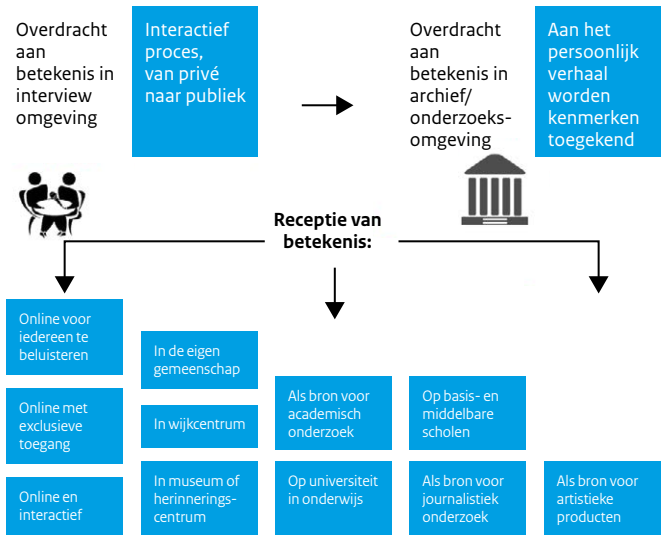 Overdracht
aan
betekenis in
interview
omgeving
Interactief
proces,
van privé
naar publiek
Overdracht
aan
betekenis in
archief/
onderzoeks-
omgeving
Aan het
persoonlijk
verhaal
worden
kenmerken
toegekend
Receptie van
betekenis:
Online voor
iedereen te
beluisteren
Online met
exclusieve
toegang
Online en
interactief
In de eigen
gemeenschap
In wijkcentrum
In museum of
herinnerings-
centrum
Als bron voor
academisch
onderzoek
Op universiteit
in onderwijs
Op basis- en
middelbare
scholen
Als bron voor
journalistiek
onderzoek
Als bron voor
artistieke
producten